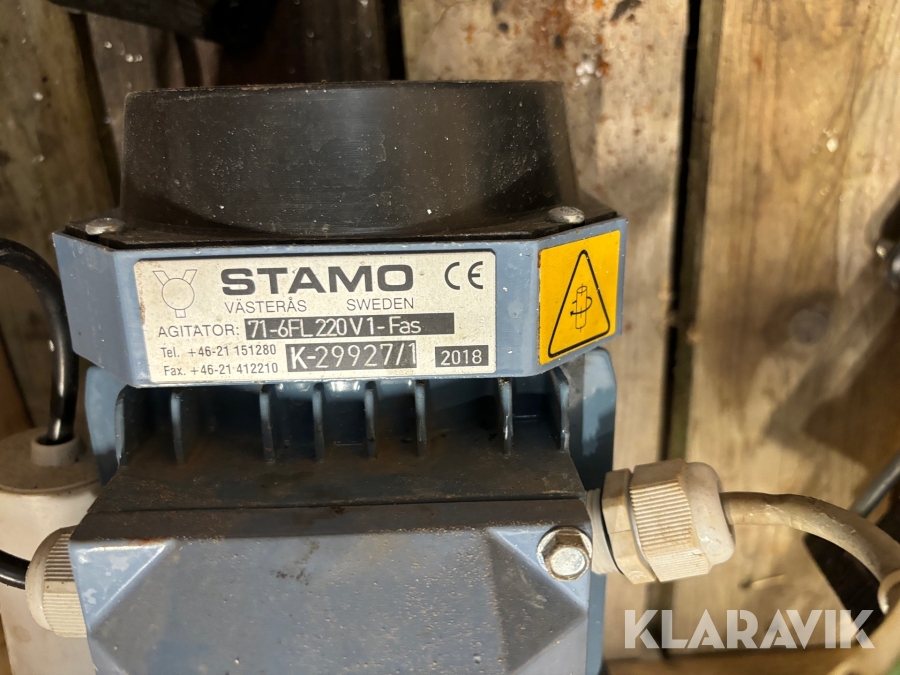 STAMO CE
VÄSTERÅS SWEDEN
AGITATOR: 71-6FL 220V 1-Fas
Tel. +46-21 151280
Fax. +46-21 412210
K-29927/1 2018
KLARAVIK